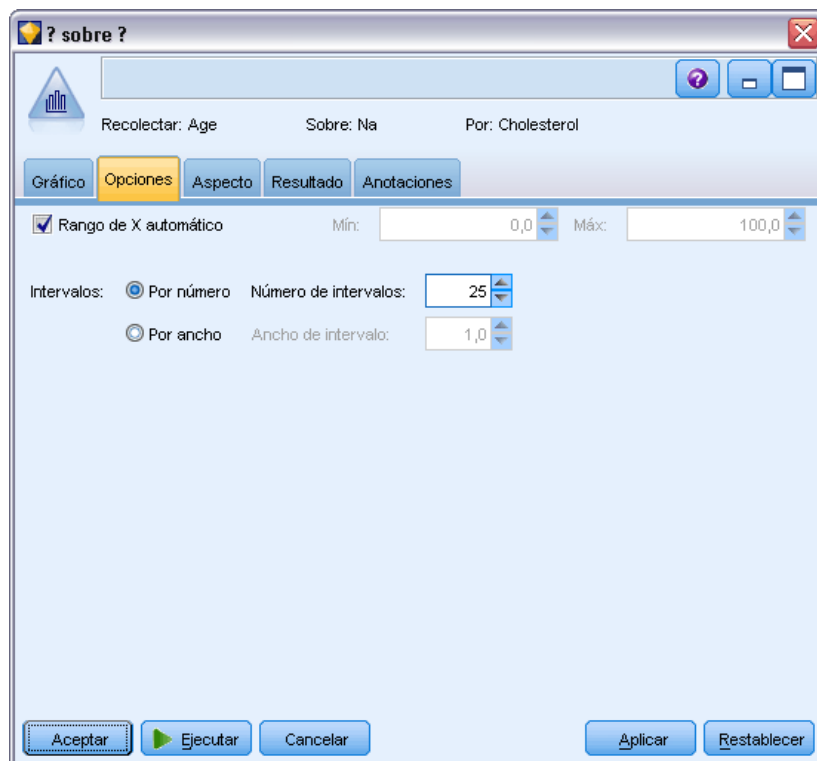 ? sobre ?
Recolectar: Age Sobre: Na Por: Cholesterol
Gráfico Opciones Aspecto Resultado Anotaciones
Rango de X automático Mín: 0,0 Máx: 100,0
Intervalos: Por número Número de intervalos: 25
Por ancho Ancho de intervalo: 1,0
Aceptar Ejecutar Cancelar Aplicar Restablecer